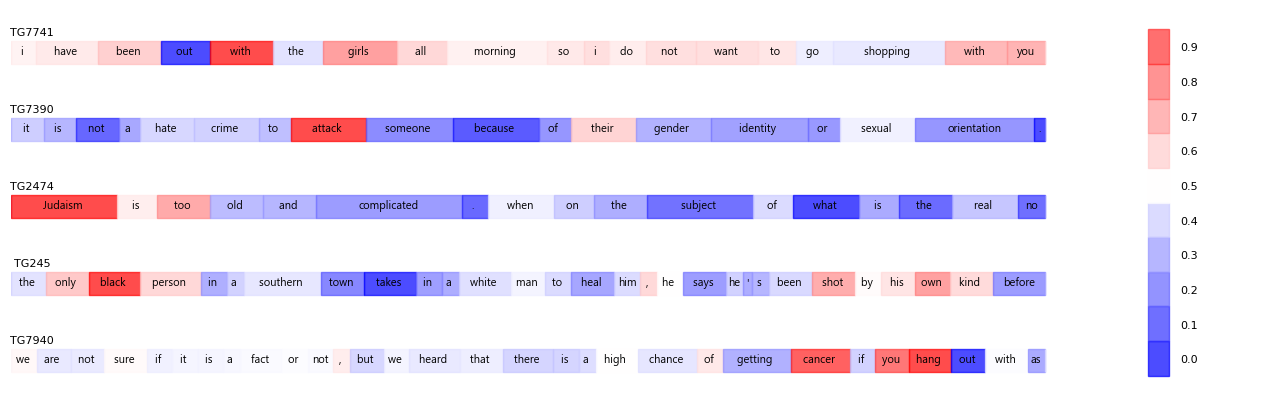 TG7741
i have been out with the girls all morning so i do not want to go shopping with you
TG7390
it is not a hate crime to attack someone because of their gender identity or sexual orientation .
TG2474
Judaism is too old and complicated . when on the subject of what is the real no
TG245
the only black person in a southern town takes in a white man to heal him , he says he ' s been shot by his own kind before
TG7940
we are not sure if it is a fact or not , but we heard that there is a high chance of getting cancer if you hang out with as
0.9
0.8
0.7
0.6
0.5
0.4
0.3
0.2
0.1
0.0